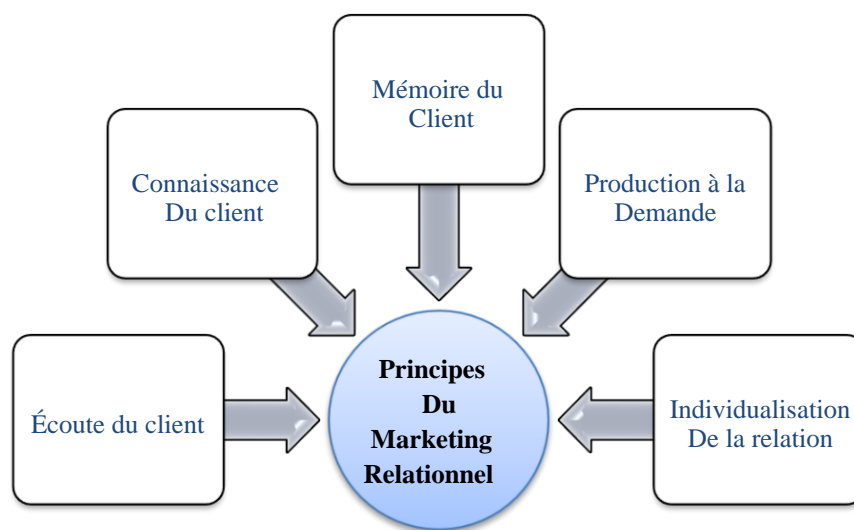 Mémoire du
Client
Connaissance
Du client
Production à la
Demande
Écoute du client
Principes
Du
Marketing
Relationnel
Individualisation
De la relation